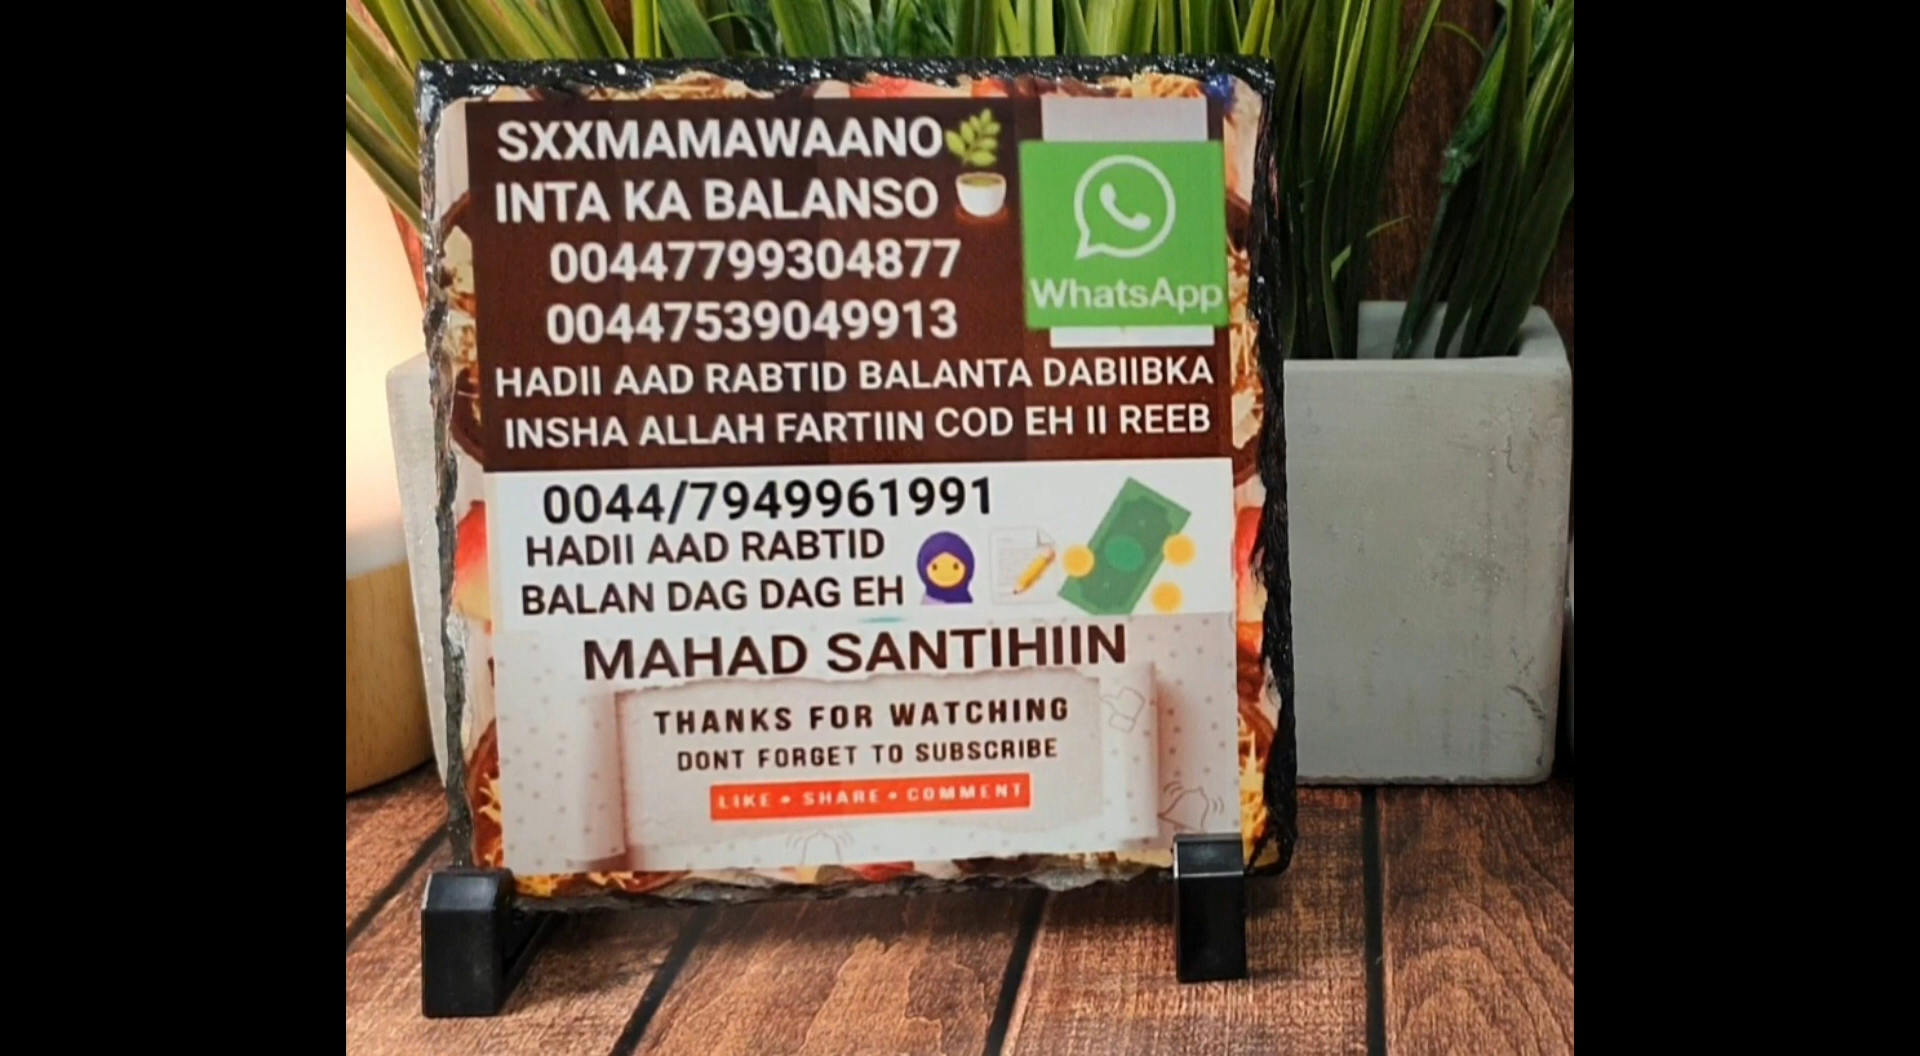 SXXMAMAWAANO
INTA KA BALANSO
00447799304877
00447539049913
WhatsApp
HADII AAD RABTID BALANTA DABIIBKA
INSHA ALLAH FARTIIN COD EH II REEB
0044/7949961991
HADII AAD RABTID
BALAN DAG DAG EH
MAHAD SANTIHIIN
THANKS FOR WATCHING
DONT FORGET TO SUBSCRIBE
LIKE • SHARE • COMMENT